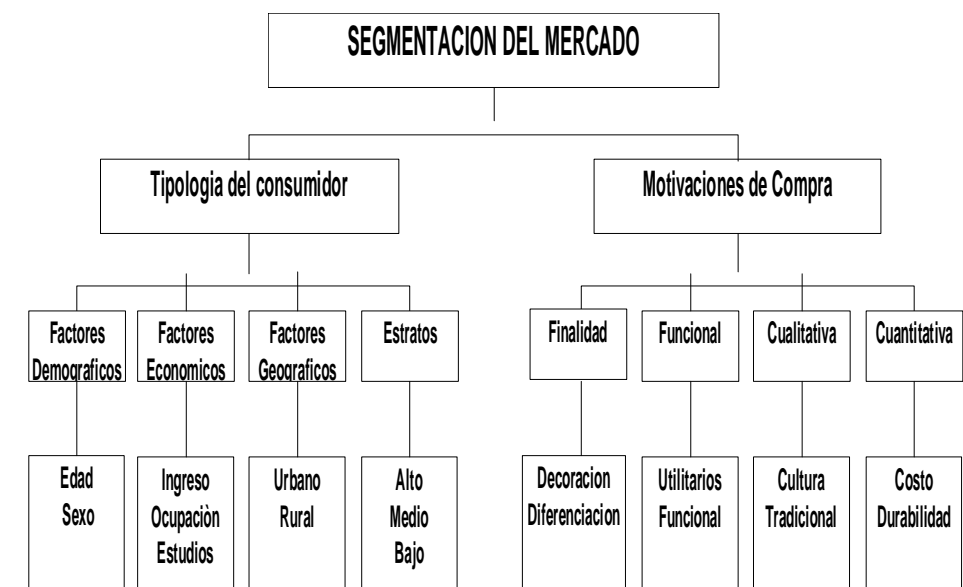 SEGMENTACION DEL MERCADO
Tipologia del consumidor
Motivaciones de Compra
Factores
Demograficos
Factores
Economicos
Factores
Geograficos
Estratos
Finalidad
Funcional
Cualitativa
Cuantitativa
Edad
Sexo
Ingreso
Ocupaciòn
Estudios
Urbano
Rural
Alto
Medio
Bajo
Decoracion
Diferenciacion
Utilitarios
Funcional
Cultura
Tradicional
Costo
Durabilidad